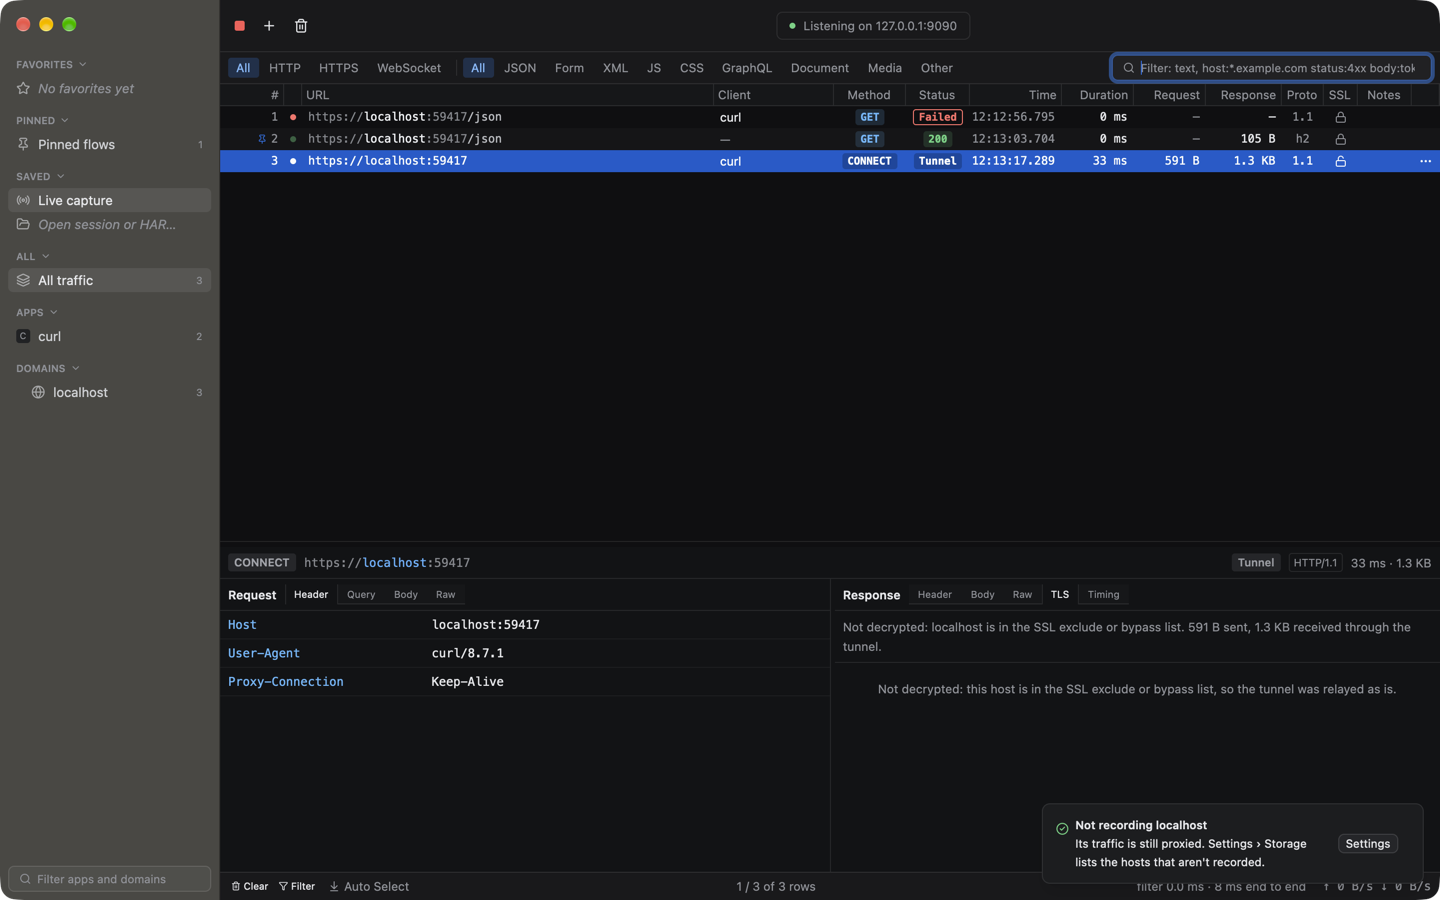 Listening on 127.0.0.1:9090
FAVORITES
No favorites yet
PINNED
Pinned flows 1
SAVED
Live capture
Open session or HAR...
ALL
All traffic 3
APPS
C curl 2
DOMAINS
localhost 3
Filter apps and domains
All HTTP HTTPS WebSocket All JSON Form XML JS CSS GraphQL Document Media Other
Filter: text, host:*.example.com status:4xx body:tok
# URL Client Method Status Time Duration Request Response Proto SSL Notes
1 https://localhost:59417/json curl GET Failed 12:12:56.795 0 ms — — 1.1
2 https://localhost:59417/json — GET 200 12:13:03.704 0 ms — 105 B h2
3 https://localhost:59417 curl CONNECT Tunnel 12:13:17.289 33 ms 591 B 1.3 KB 1.1 ...
CONNECT https://localhost:59417 Tunnel HTTP/1.1 33 ms · 1.3 KB
Request Header Query Body Raw
Host localhost:59417
User-Agent curl/8.7.1
Proxy-Connection Keep-Alive
Response Header Body Raw TLS Timing
Not decrypted: localhost is in the SSL exclude or bypass list. 591 B sent, 1.3 KB received through the
tunnel.
Not decrypted: this host is in the SSL exclude or bypass list, so the tunnel was relayed as is.
Not recording localhost
Its traffic is still proxied. Settings › Storage
lists the hosts that aren't recorded.
Settings
Clear Filter Auto Select 1 / 3 of 3 rows filter 0.0 ms · 8 ms end to end ↑ 0 B/s ↓ 0 B/s